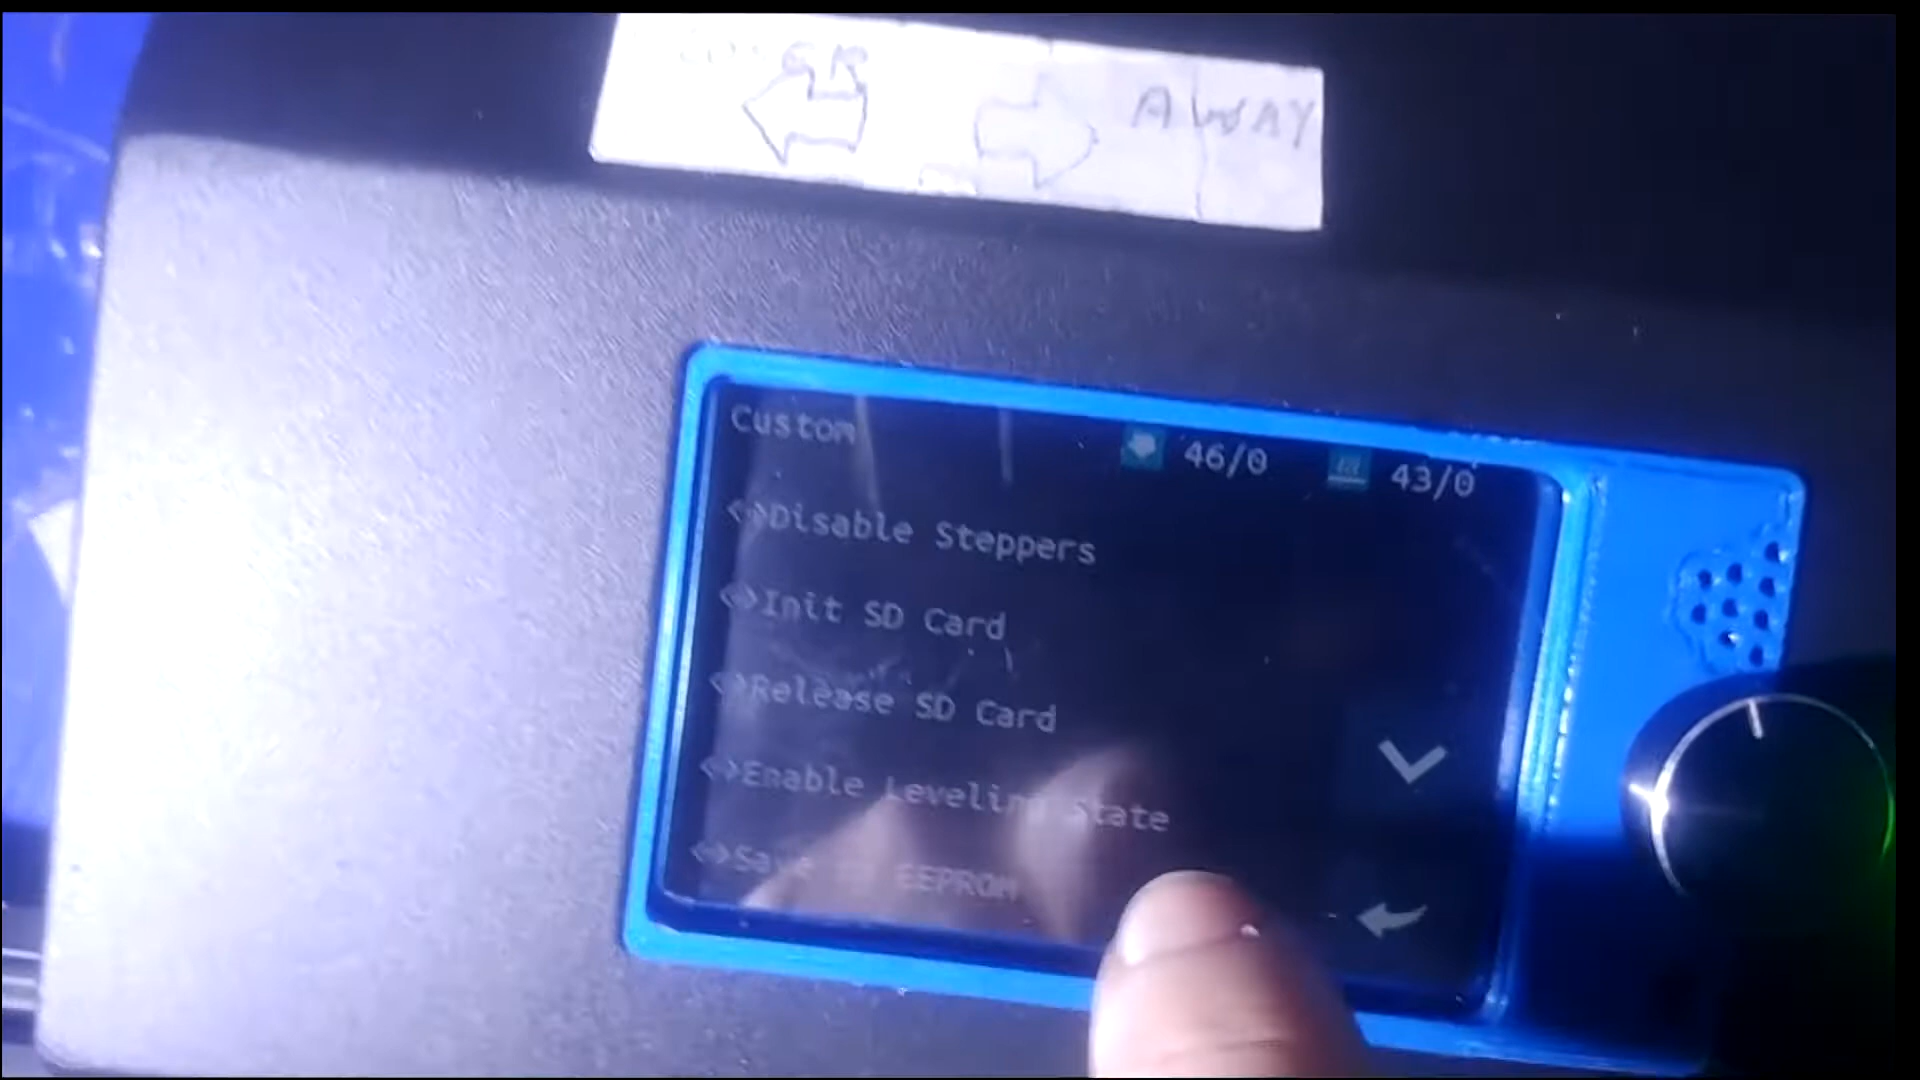 AWAY
Custom 46/0 43/0
<->Disable Steppers
<->Init SD Card
<->Release SD Card
<->Enable Leveling State
<->Save EEPROM